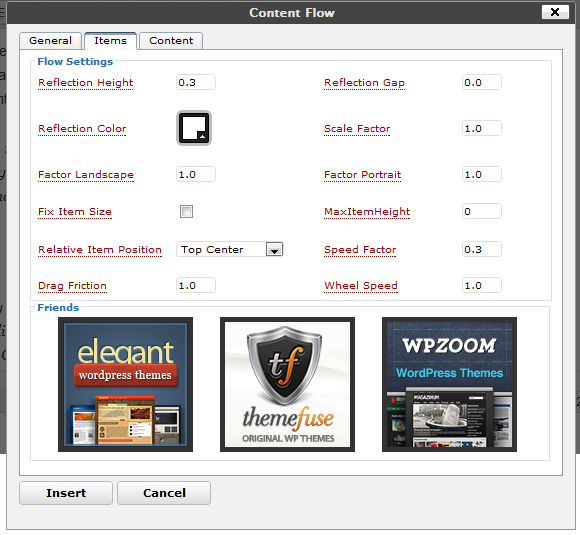 Content Flow
General Items Content
Flow Settings
Reflection Height 0.3 Reflection Gap 0.0
Reflection Color Scale Factor 1.0
Factor Landscape 1.0 Factor Portrait 1.0
Fix Item Size MaxItemHeight 0
Relative Item Position Top Center Speed Factor 0.3
Drag Friction 1.0 Wheel Speed 1.0
Friends
elegant
wordpress themes
tf
themefuse
ORIGINAL WP THEMES
WPZOOM
WordPress Themes
MAGAZINUM
Insert Cancel